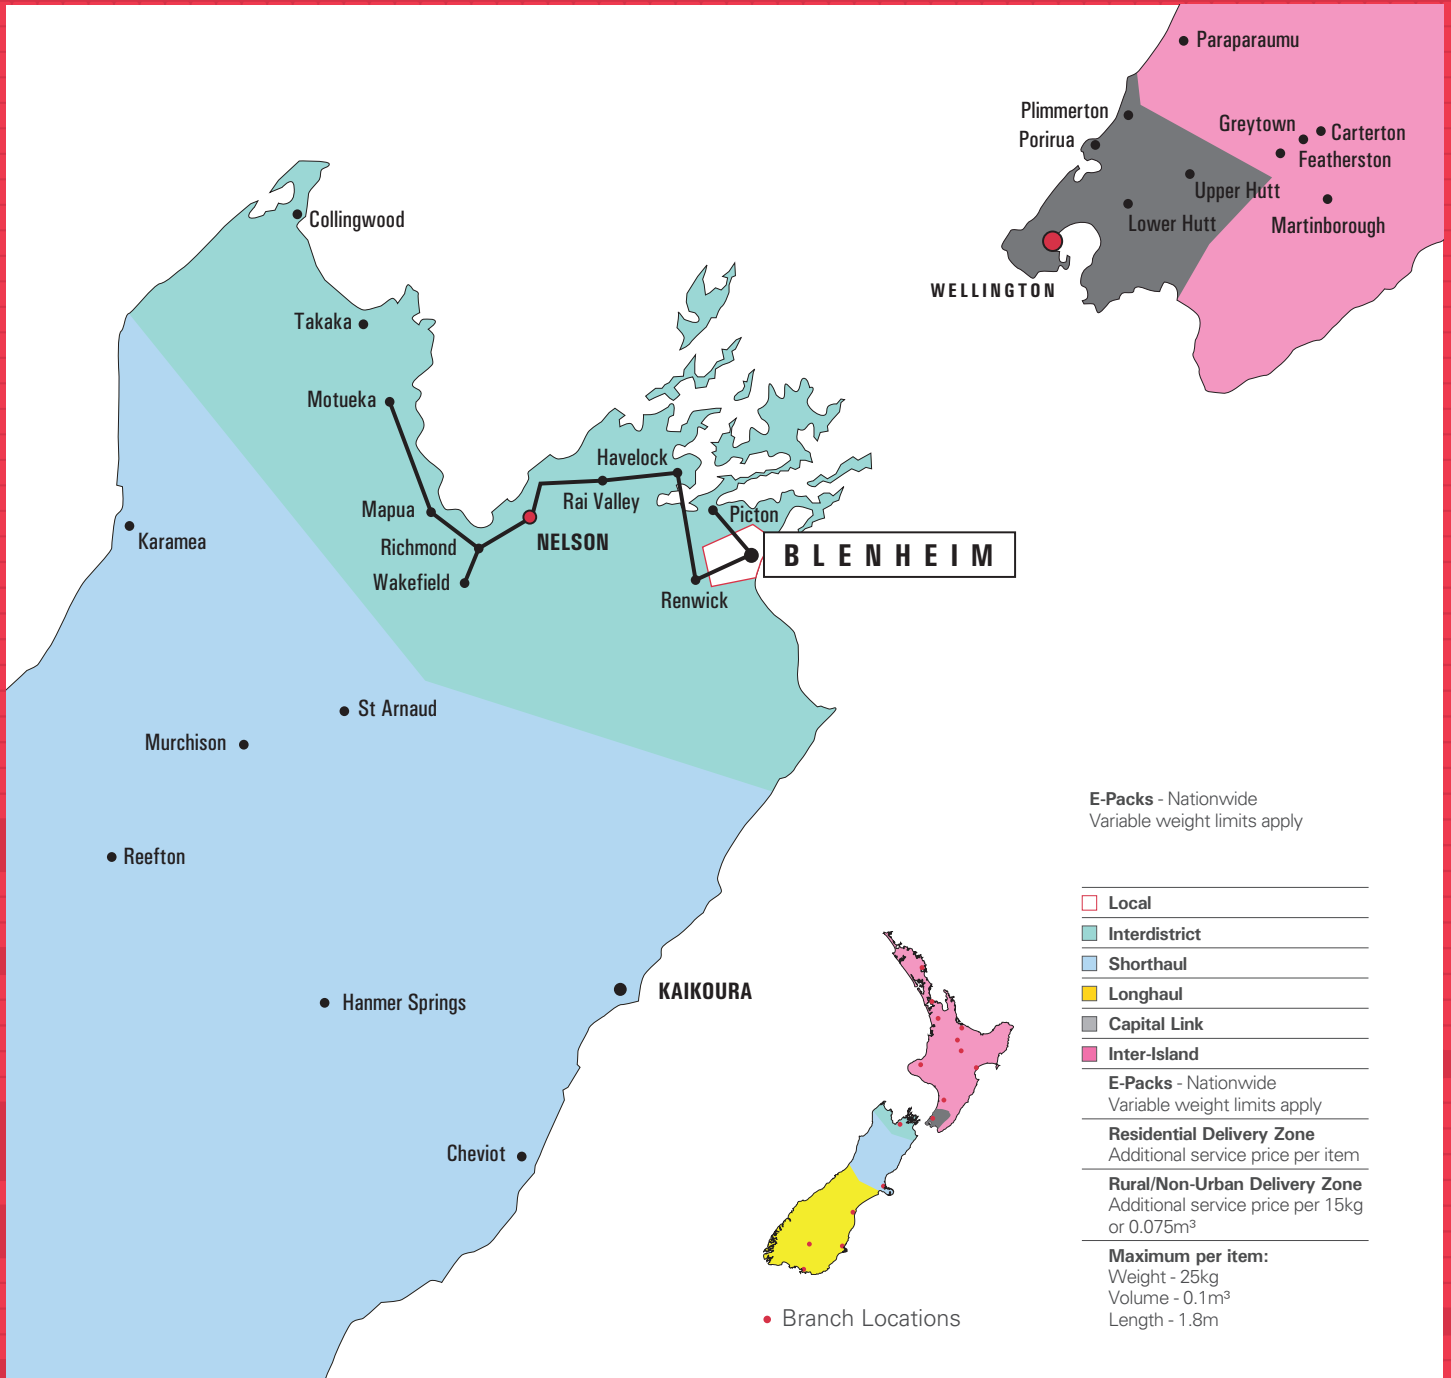 Paraparaumu
Plimmerton
Greytown
Carterton
Porirua
Featherston
Upper Hutt
Collingwood
Lower Hutt
Martinborough
WELLINGTON
Takaka
Motueka
Havelock
Rai Valley
Mapua
Picton
Richmond
NELSON
BLENHEIM
Karamea
Wakefield
Renwick
St Arnaud
Murchison
E-Packs - Nationwide
Variable weight limits apply
Reefton
Local
Interdistrict
Shorthaul
KAIKOURA
Longhaul
Hanmer Springs
Capital Link
Inter-Island
E-Packs - Nationwide
Variable weight limits apply
Residential Delivery Zone
Additional service price per item
Cheviot
Rural/Non-Urban Delivery Zone
Additional service price per 15kg
or 0.075m³
Maximum per item:
Weight - 25kg
Volume - 0.1m³
Length - 1.8m
Branch Locations